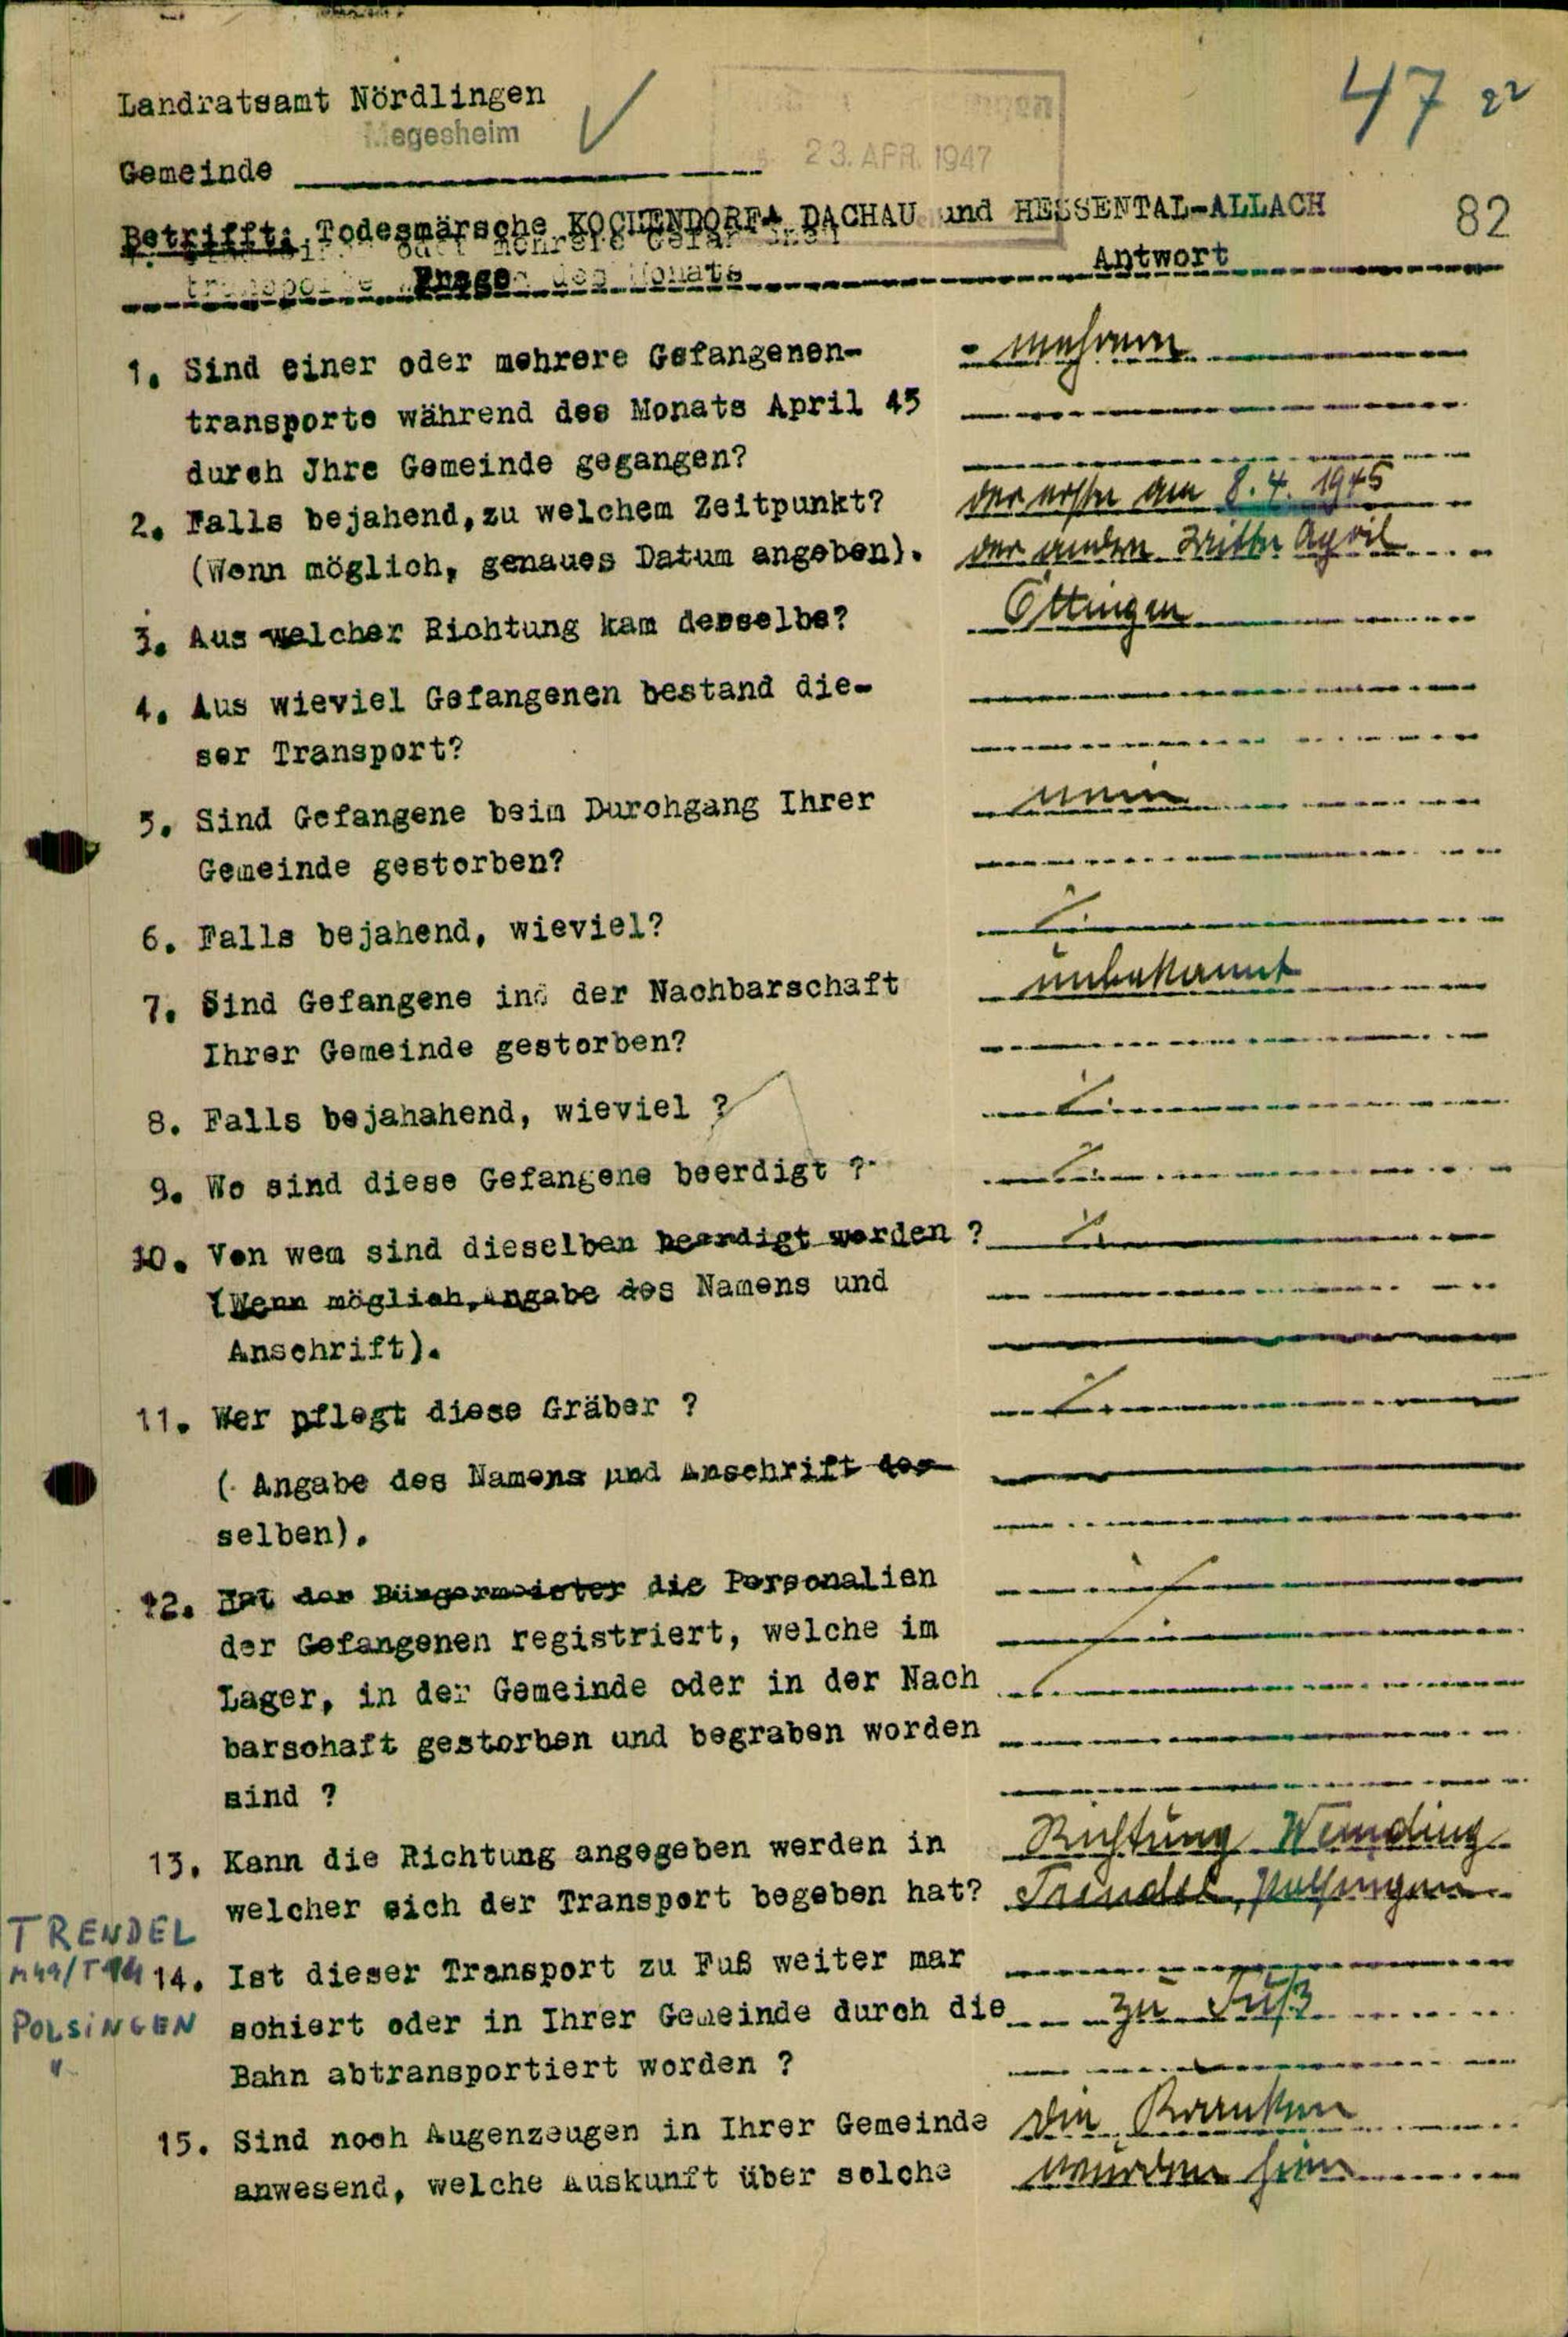 47 22
Landratsamt Nördlingen
Megesheim
23. APR. 1947
Gemeinde
Betrifft: Todesmärsche KOCHENDORF- DACHAU und HESSENTAL-ALLACH
82
Frage
Antwort
1. Sind einer oder mehrere Gefangenen-
mehrere
transporte während des Monats April 45
durch Jhre Gemeinde gegangen?
2. Falls bejahend, zu welchem Zeitpunkt?
der erste am 8. 4. 1945
(Wenn möglich, genaues Datum angeben).
der andere Mitte April
3. Aus welcher Richtung kam derselbe?
Öttingen
4. Aus wieviel Gefangenen bestand die-
ser Transport?
5. Sind Gefangene beim Durchgang Ihrer
nein
Gemeinde gestorben?
6. Falls bejahend, wieviel?
7. Sind Gefangene in der Nachbarschaft
unbekannt
Ihrer Gemeinde gestorben?
8. Falls bejahahend, wieviel ?
9. Wo sind diese Gefangene beerdigt ?
10. Von wem sind dieselben beerdigt worden ?
(Wenn möglich, Angabe des Namens und
Anschrift).
11. Wer pflegt diese Gräber ?
( Angabe des Namens und Anschrift der
selben).
12. Hat der Bürgermeister die Personalien
der Gefangenen registriert, welche im
Lager, in der Gemeinde oder in der Nach
barschaft gestorben und begraben worden
sind ?
13. Kann die Richtung angegeben werden in
Richtung Wemding
welcher sich der Transport begeben hat?
Trendel, Polsingen
TRENDEL
M49/T94
14. Ist dieser Transport zu Fuß weiter mar
POLSINGEN
"
schiert oder in Ihrer Gemeinde durch die
zu Fuß
Bahn abtransportiert worden ?
15. Sind noch Augenzeugen in Ihrer Gemeinde
die Kranken
anwesend, welche Auskunft über solche
wurden hier